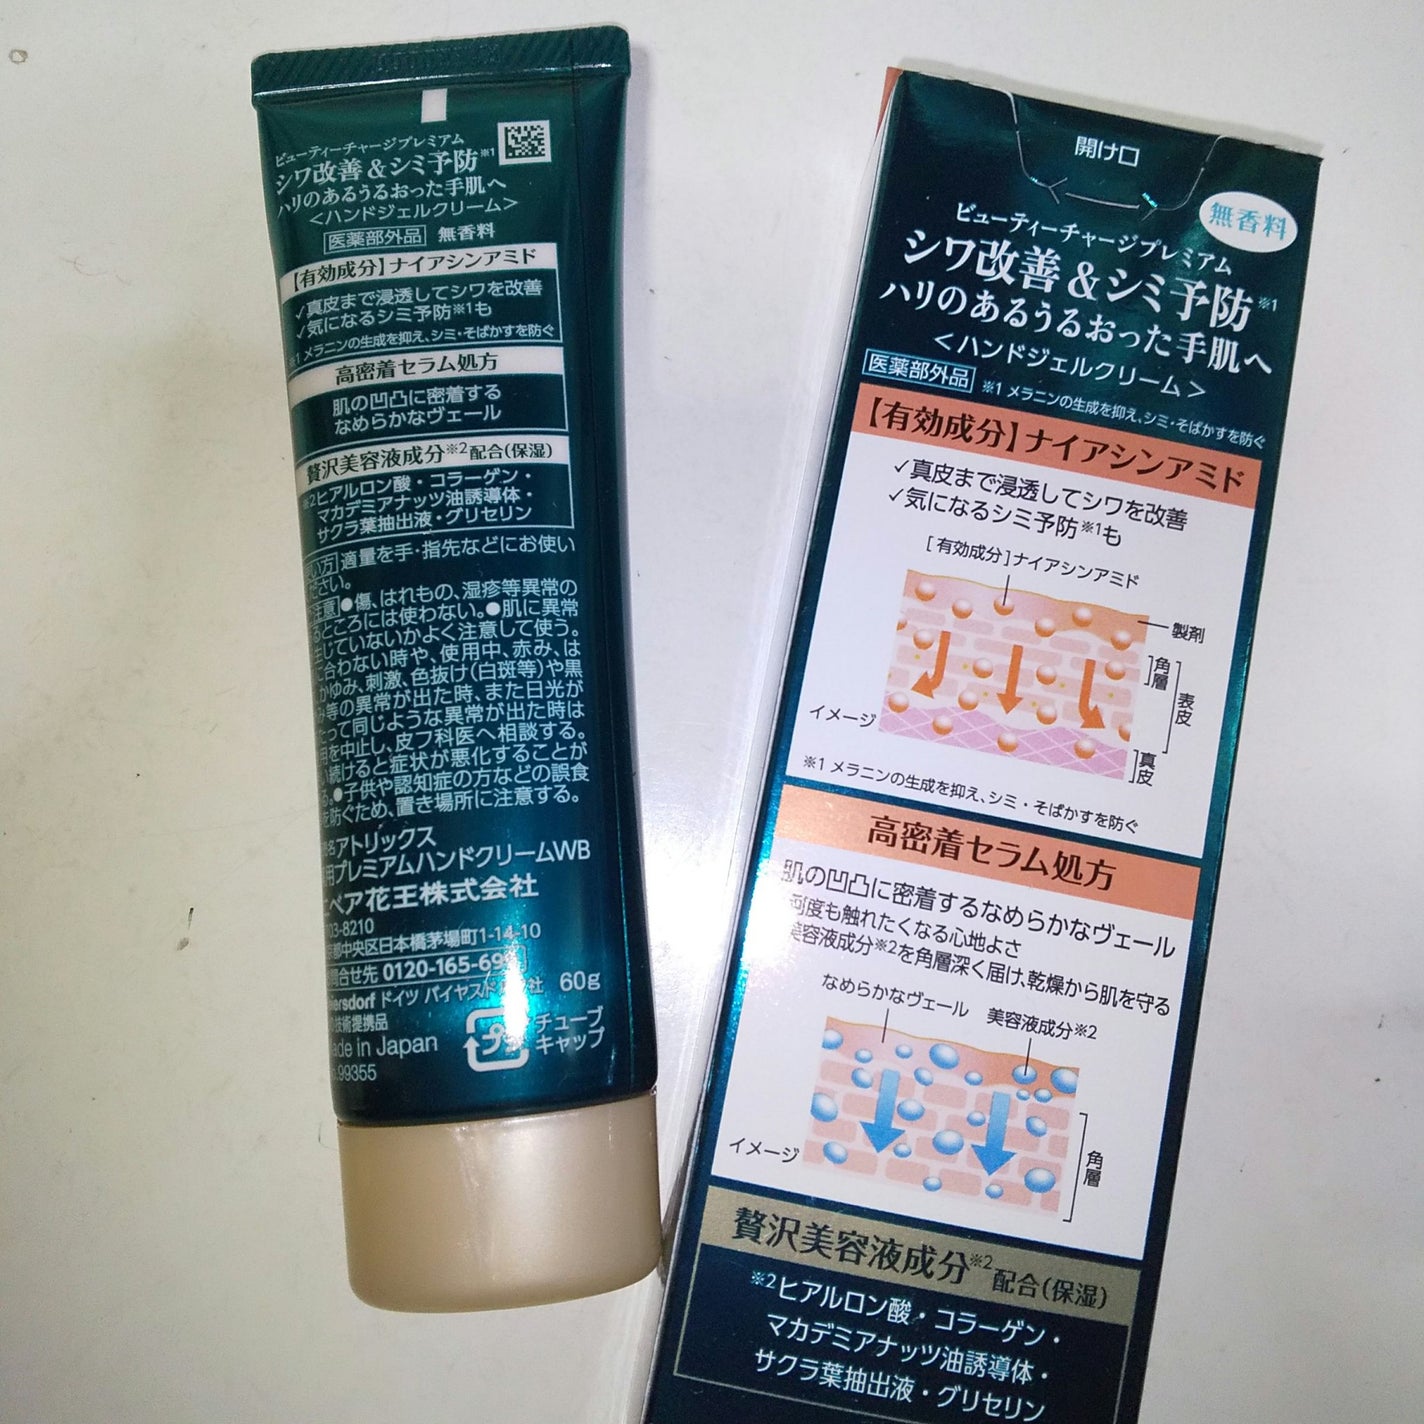 ビューティーチャージプレミアム
シワ改善&シミ予防※1
ハリのあるうるおった手肌へ
<ハンドジェルクリーム>
医薬部外品 無香料
【有効成分】ナイアシンアミド
✓真皮まで浸透してシワを改善
✓気になるシミ予防※1も
※1 メラニンの生成を抑え、シミ・そばかすを防ぐ
高密着セラム処方
肌の凹凸に密着する
なめらかなヴェール
贅沢美容液成分※2配合(保湿)
※2ヒアルロン酸・コラーゲン・
マカデミアナッツ油誘導体・
サクラ葉抽出液・グリセリン
い方 適量を手・指先などにお使い
ださい。
注意 ●傷、はれもの、湿疹等異常の
るところには使わない。●肌に異常
生じていないかよく注意して使う。
に合わない時や、使用中、赤み、は
かゆみ、刺激、色抜け(白斑等)や黒
み等の異常が出た時、また日光が
たって同じような異常が出た時は
用を中止し、皮フ科医へ相談する。
い続けると症状が悪化することが
る。●子供や認知症の方などの誤食
を防ぐため、置き場所に注意する。
名アトリックス
用プレミアムハンドクリームWB
ニベア花王株式会社
03-8210
京都中央区日本橋茅場町1-14-10
問合せ先 0120-165-69
iersdorf ドイツ バイヤスドルフ社 60g
技術提携品
ade in Japan
.99355
プラ
チューブ
キャップ
開け口
無香料
ビューティーチャージプレミアム
シワ改善&シミ予防※1
ハリのあるうるおった手肌へ
<ハンドジェルクリーム>
医薬部外品 ※1 メラニンの生成を抑え、シミ・そばかすを防ぐ
【有効成分】ナイアシンアミド
✓真皮まで浸透してシワを改善
✓気になるシミ予防※1も
[有効成分]ナイアシンアミド
製剤
角層
表皮
真皮
イメージ
※1 メラニンの生成を抑え、シミ・そばかすを防ぐ
高密着セラム処方
肌の凹凸に密着するなめらかなヴェール
何度も触れたくなる心地よさ
美容液成分※2を角層深く届け、乾燥から肌を守る
なめらかなヴェール 美容液成分※2
イメージ
角層
贅沢美容液成分※2配合(保湿)
※2ヒアルロン酸・コラーゲン・
マカデミアナッツ油誘導体・
サクラ葉抽出液・グリセリン